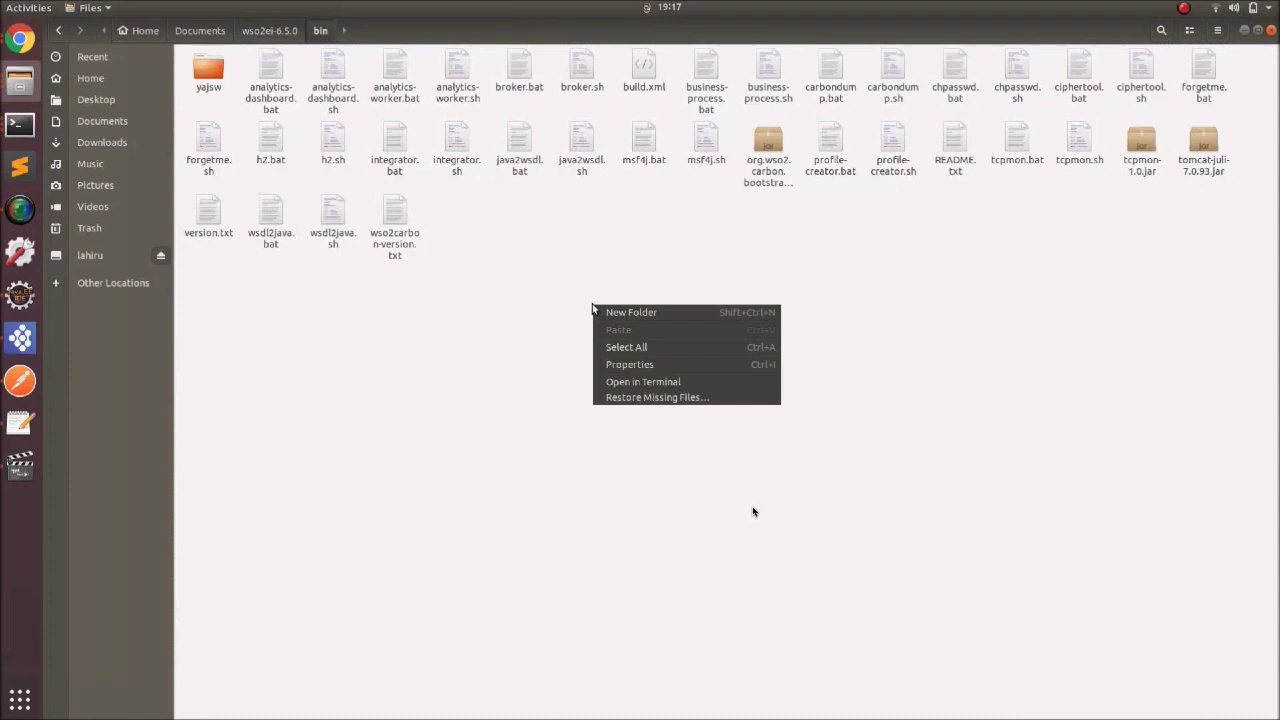 Activities Files 19:17
Home Documents wso2ei-6.5.0 bin
Recent
Home
Desktop
Documents
Downloads
Music
Pictures
Videos
Trash
lahiru
Other Locations
yajsw
analytics-
dashboard.
bat
analytics-
dashboard.
sh
analytics-
worker.bat
analytics-
worker.sh
broker.bat
broker.sh
build.xml
business-
process.
bat
business-
process.sh
carbondum
p.bat
carbondum
p.sh
chpasswd.
bat
chpasswd.
sh
ciphertool.
bat
ciphertool.
sh
forgetme.
bat
forgetme.
sh
h2.bat
h2.sh
integrator.
bat
integrator.
sh
java2wsdl.
bat
java2wsdl.
sh
msf4j.bat
msf4j.sh
jar
org.wso2.
carbon.
bootstra...
profile-
creator.bat
profile-
creator.sh
README.
txt
tcpmon.bat
tcpmon.sh
jar
tcpmon-
1.0.jar
jar
tomcat-juli-
7.0.93.jar
version.txt
wsdl2java.
bat
wsdl2java.
sh
wso2carbo
n-version.
txt
New Folder Shift+Ctrl+N
Paste Ctrl+V
Select All Ctrl+A
Properties Ctrl+I
Open in Terminal
Restore Missing Files...